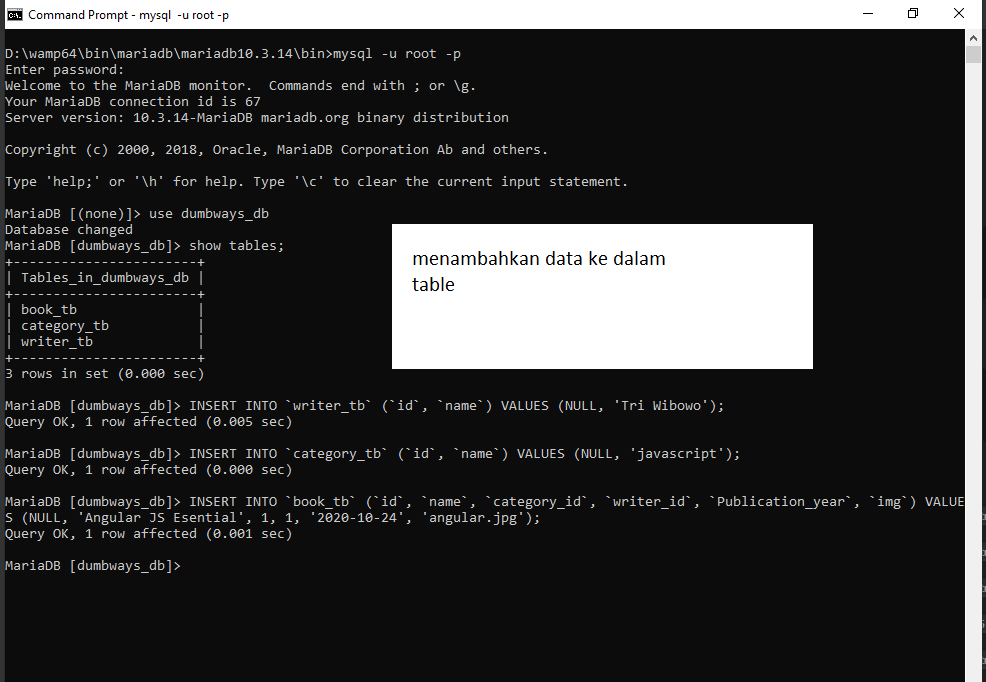 Command Prompt - mysql  -u root -p
D:\wamp64\bin\mariadb\mariadb10.3.14\bin>mysql -u root -p
Enter password:
Welcome to the MariaDB monitor.  Commands end with ; or \g.
Your MariaDB connection id is 67
Server version: 10.3.14-MariaDB mariadb.org binary distribution
Copyright (c) 2000, 2018, Oracle, MariaDB Corporation Ab and others.
Type 'help;' or '\h' for help. Type '\c' to clear the current input statement.
MariaDB [(none)]> use dumbways_db
Database changed
MariaDB [dumbways_db]> show tables;
+-----------------------+
| Tables_in_dumbways_db |
+-----------------------+
| book_tb               |
| category_tb           |
| writer_tb             |
+-----------------------+
3 rows in set (0.000 sec)
menambahkan data ke dalam
table
MariaDB [dumbways_db]> INSERT INTO `writer_tb` (`id`, `name`) VALUES (NULL, 'Tri Wibowo');
Query OK, 1 row affected (0.005 sec)
MariaDB [dumbways_db]> INSERT INTO `category_tb` (`id`, `name`) VALUES (NULL, 'javascript');
Query OK, 1 row affected (0.000 sec)
MariaDB [dumbways_db]> INSERT INTO `book_tb` (`id`, `name`, `category_id`, `writer_id`, `Publication_year`, `img`) VALUE
S (NULL, 'Angular JS Esential', 1, 1, '2020-10-24', 'angular.jpg');
Query OK, 1 row affected (0.001 sec)
MariaDB [dumbways_db]>